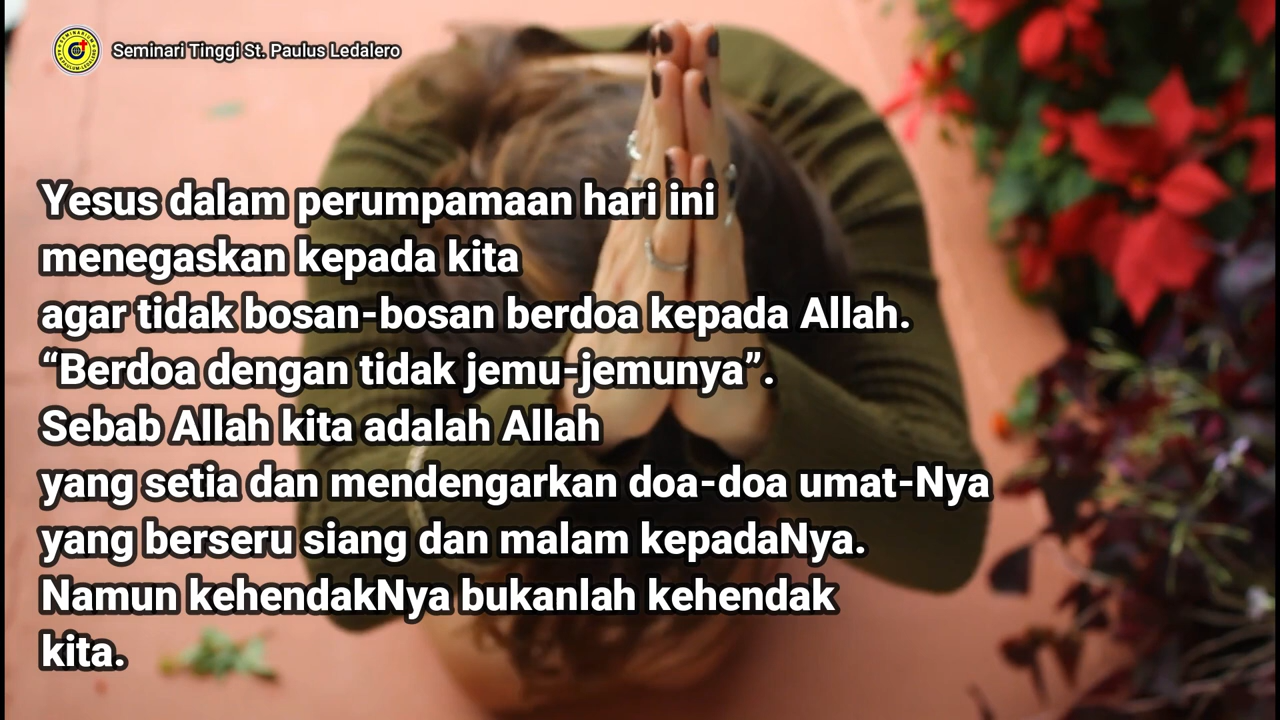 Seminari Tinggi St. Paulus Ledalero
Yesus dalam perumpamaan hari ini
menegaskan kepada kita
agar tidak bosan-bosan berdoa kepada Allah.
“Berdoa dengan tidak jemu-jemunya”.
Sebab Allah kita adalah Allah
yang setia dan mendengarkan doa-doa umat-Nya
yang berseru siang dan malam kepadaNya.
Namun kehendakNya bukanlah kehendak
kita.